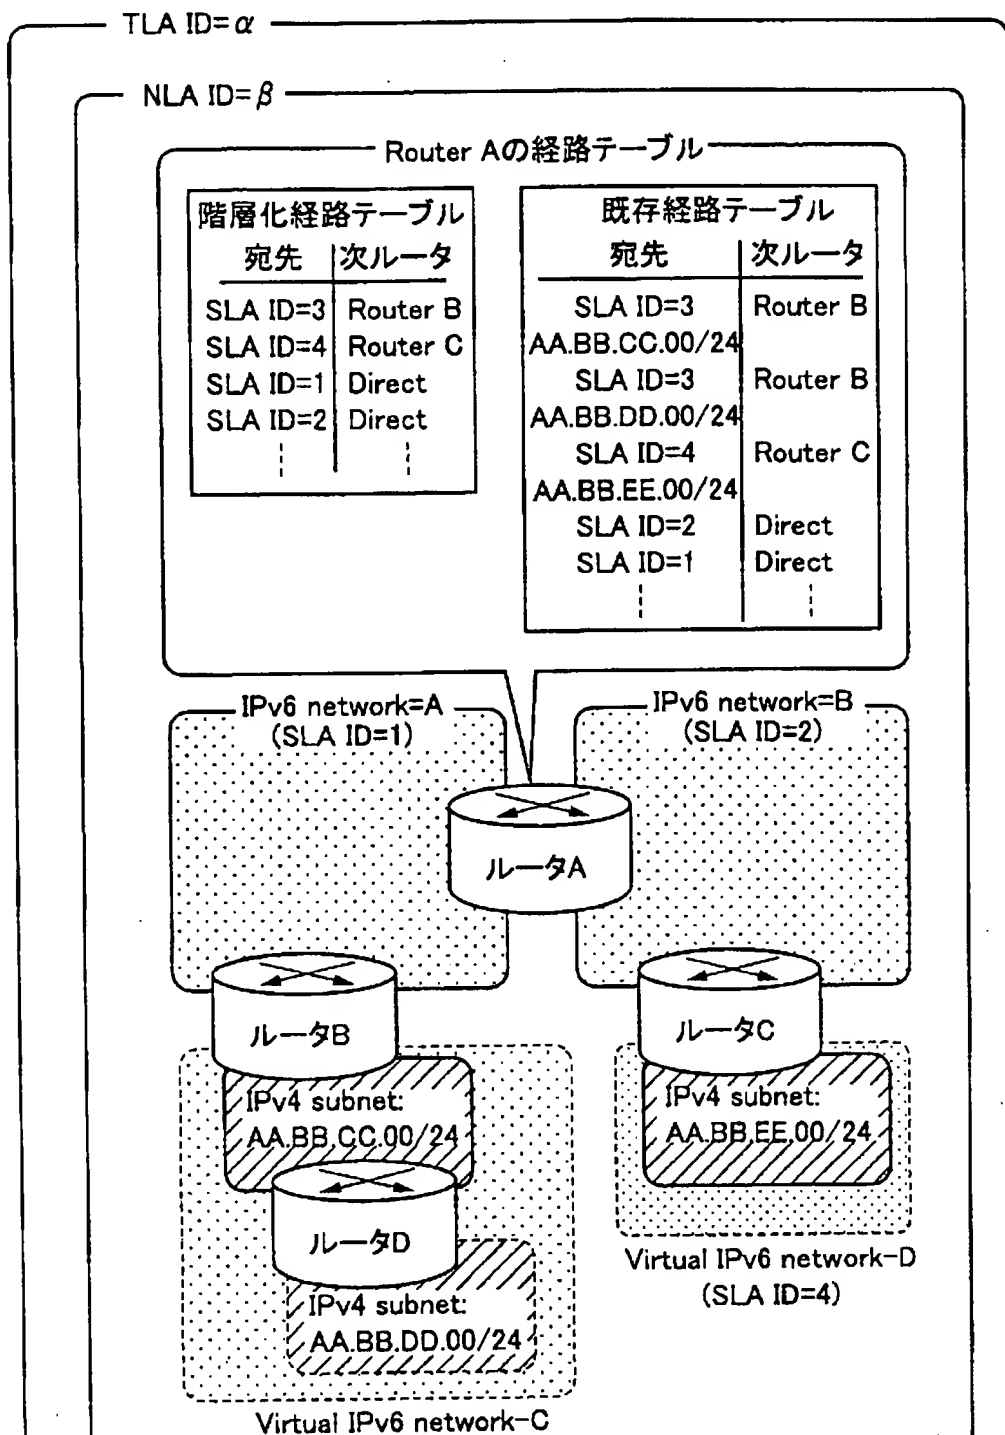 TLA ID=α
NLA ID=β
Router Aの経路テーブル
階層化経路テーブル
宛先 次ルータ
SLA ID=3 Router B
SLA ID=4 Router C
SLA ID=1 Direct
SLA ID=2 Direct
既存経路テーブル
宛先 次ルータ
SLA ID=3 Router B
AA.BB.CC.00/24
SLA ID=3 Router B
AA.BB.DD.00/24
SLA ID=4 Router C
AA.BB.EE.00/24
SLA ID=2 Direct
SLA ID=1 Direct
IPv6 network=A
(SLA ID=1)
IPv6 network=B
(SLA ID=2)
ルータA
ルータB
ルータC
IPv4 subnet:
AA.BB.CC.00/24
IPv4 subnet:
AA.BB.EE.00/24
ルータD
IPv4 subnet:
AA.BB.DD.00/24
Virtual IPv6 network-D
(SLA ID=4)
Virtual IPv6 network-C